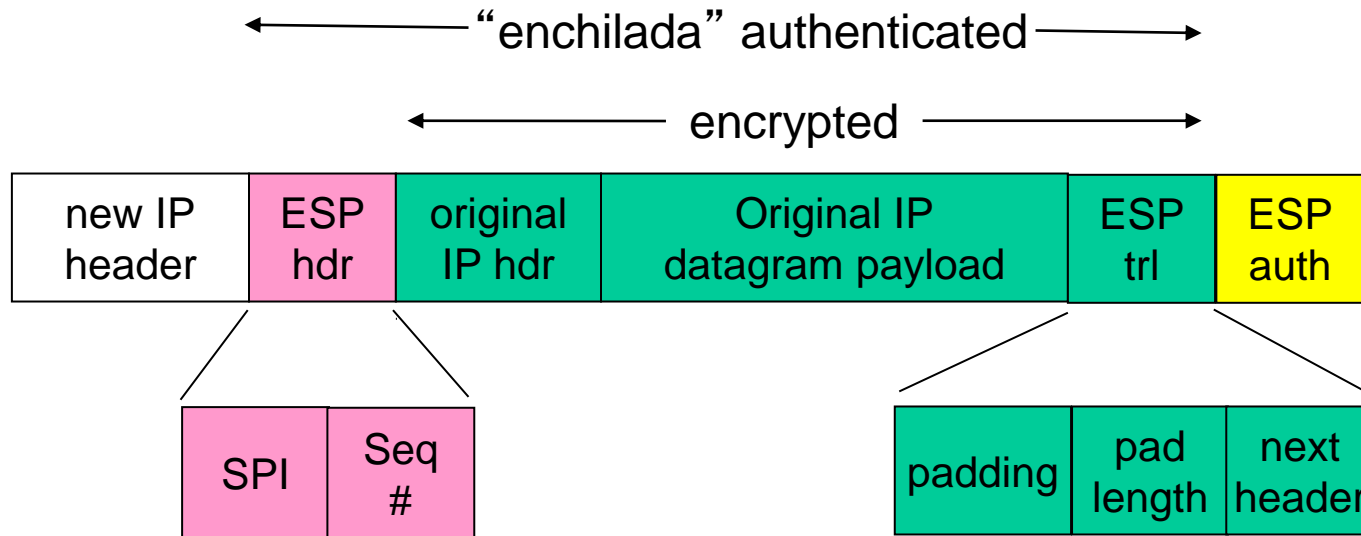 “enchilada” authenticated
encrypted
new IP
header
ESP
hdr
original
IP hdr
Original IP
datagram payload
ESP
trl
ESP
auth
SPI
Seq
#
padding
pad
length
next
header